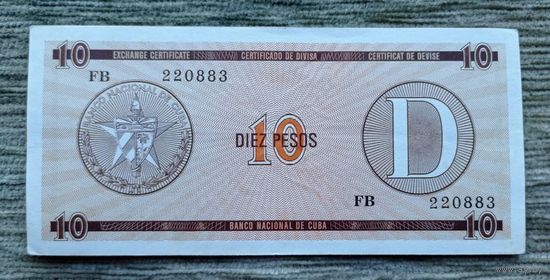 10 EXCHANGE CERTIFICATE CERTIFICADO DE DIVISA CERTIFICAT DE DEVISE 10
FB 220883
BANCO NACIONAL DE CUBA
DIEZ PESOS
10
D
FB 220883
10 BANCO NACIONAL DE CUBA 10